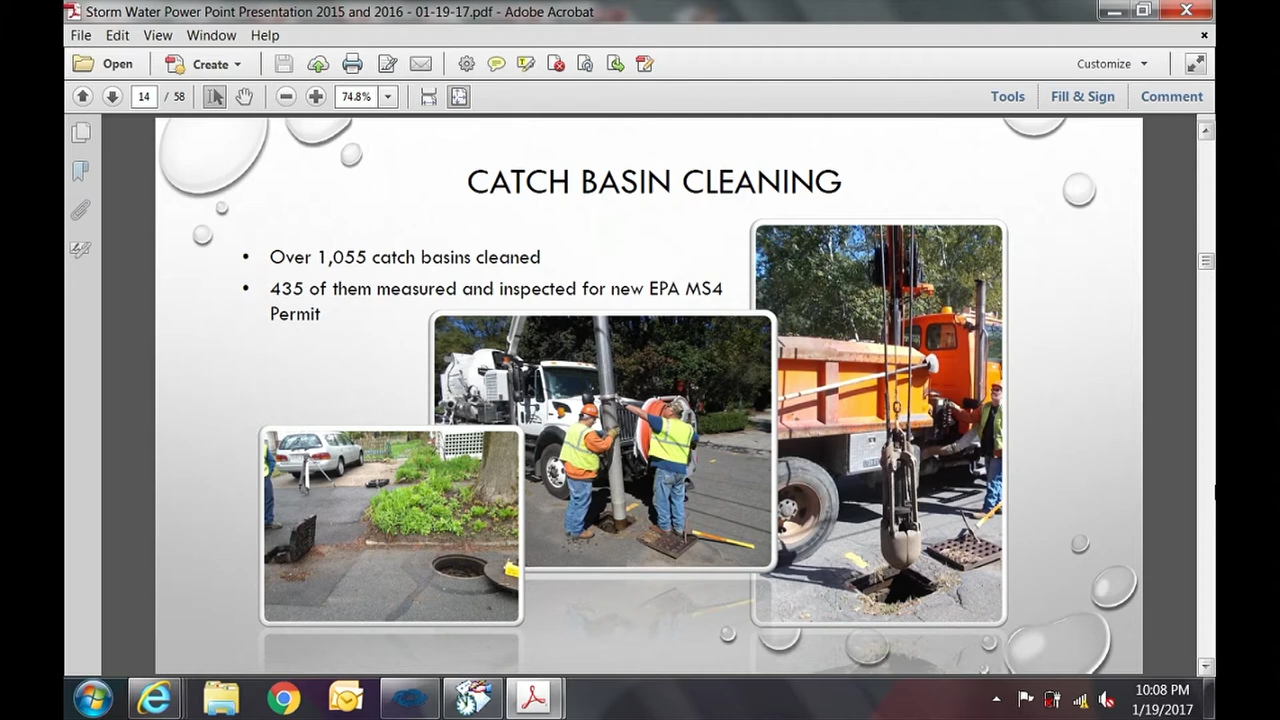 Storm Water Power Point Presentation 2015 and 2016 - 01-19-17.pdf - Adobe Acrobat
File Edit View Window Help
Open Create Customize
14 / 58 74.8% Tools Fill & Sign Comment
CATCH BASIN CLEANING
• Over 1,055 catch basins cleaned
• 435 of them measured and inspected for new EPA MS4
Permit
10:08 PM
1/19/2017